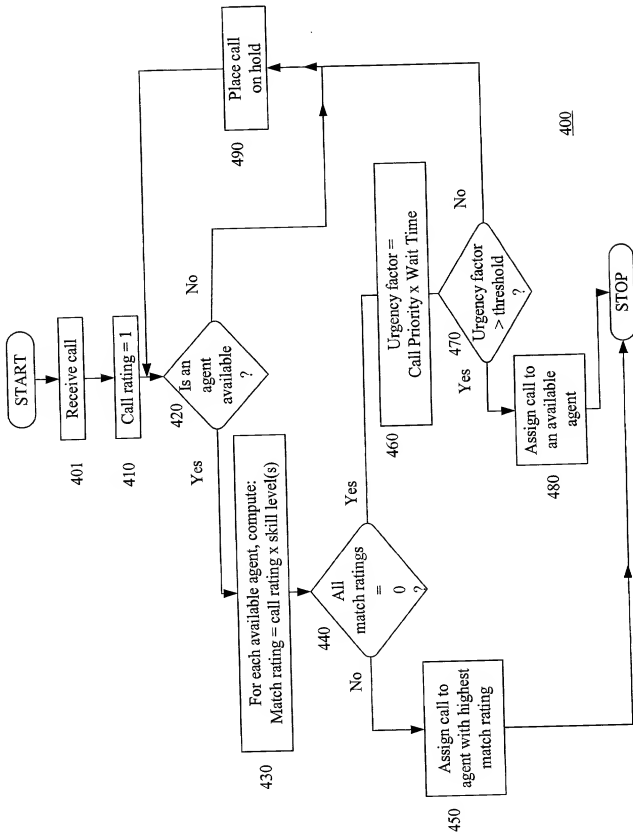 START
Receive call
401
Call rating = 1
410
Is an
agent
available
?
420
Yes
No
Place call
on hold
490
For each available agent, compute:
Match rating = call rating x skill level(s)
430
All
match ratings
=
0
?
440
Yes
No
Urgency factor =
Call Priority x Wait Time
460
Urgency factor
> threshold
?
470
Yes
No
Assign call to
agent with highest
match rating
450
Assign call to
an available
agent
480
STOP
400